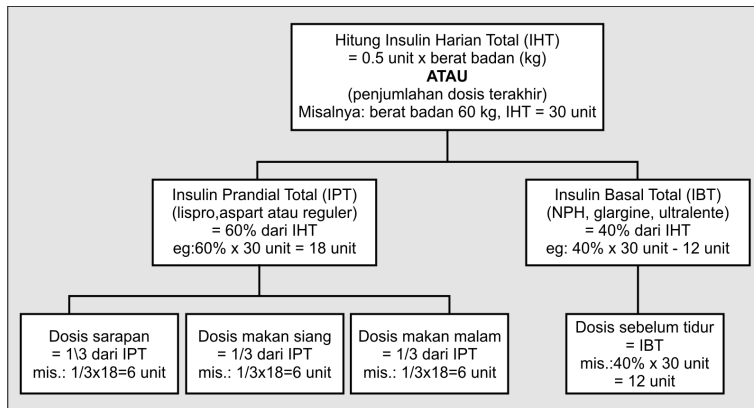 Hitung Insulin Harian Total (IHT)
= 0.5 unit x berat badan (kg)
ATAU
(penjumlahan dosis terakhir)
Misalnya: berat badan 60 kg, IHT = 30 unit
Insulin Prandial Total (IPT)
(lispro,aspart atau reguler)
= 60% dari IHT
eg:60% x 30 unit = 18 unit
Insulin Basal Total (IBT)
(NPH, glargine, ultralente)
= 40% dari IHT
eg: 40% x 30 unit - 12 unit
Dosis sarapan
= 1\3 dari IPT
mis.: 1/3x18=6 unit
Dosis makan siang
= 1/3 dari IPT
mis.: 1/3x18=6 unit
Dosis makan malam
= 1/3 dari IPT
mis.: 1/3x18=6 unit
Dosis sebelum tidur
= IBT
mis.:40% x 30 unit
= 12 unit